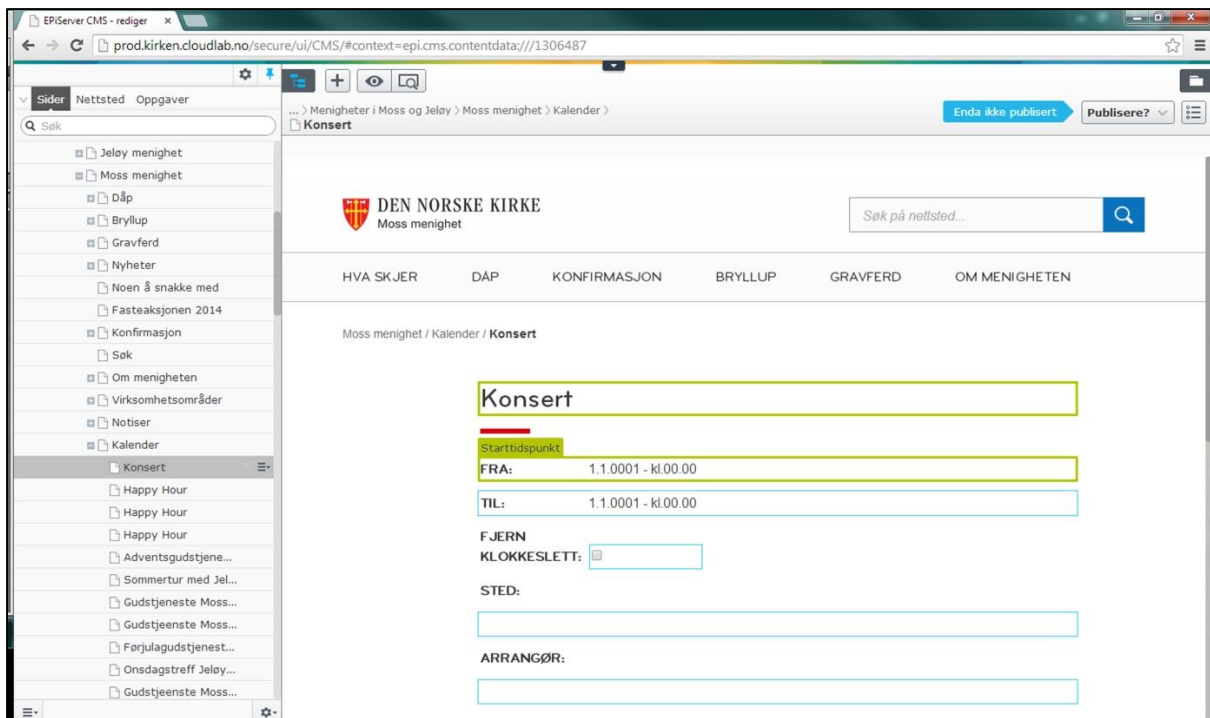 EPiServer CMS - rediger
prod.kirken.cloudlab.no/secure/ui/CMS/#context=epi.cms.contentdata:///1306487
Sider Nettsted Oppgaver
Søk
Jeløy menighet
Moss menighet
Dåp
Bryllup
Gravferd
Nyheter
Noen å snakke med
Fasteaksjonen 2014
Konfirmasjon
Søk
Om menigheten
Virksomhetsområder
Notiser
Kalender
Konsert
Happy Hour
Happy Hour
Happy Hour
Adventsgudstjene...
Sommertur med Jel...
Gudstjeneste Moss...
Gudstjeenste Moss...
Førjulagudstjenest...
Onsdagstreff Jeløy...
Gudstjeenste Moss...
... > Menigheter i Moss og Jeløy > Moss menighet > Kalender >
Konsert
Enda ikke publisert
Publisere?
DEN NORSKE KIRKE
Moss menighet
Søk på nettsted...
HVA SKJER DÅP KONFIRMASJON BRYLLUP GRAVFERD OM MENIGHETEN
Moss menighet / Kalender / Konsert
Konsert
Starttidspunkt
FRA: 1.1.0001 - kl.00.00
TIL: 1.1.0001 - kl.00.00
FJERN
KLOKKESLETT:
STED:
ARRANGØR: